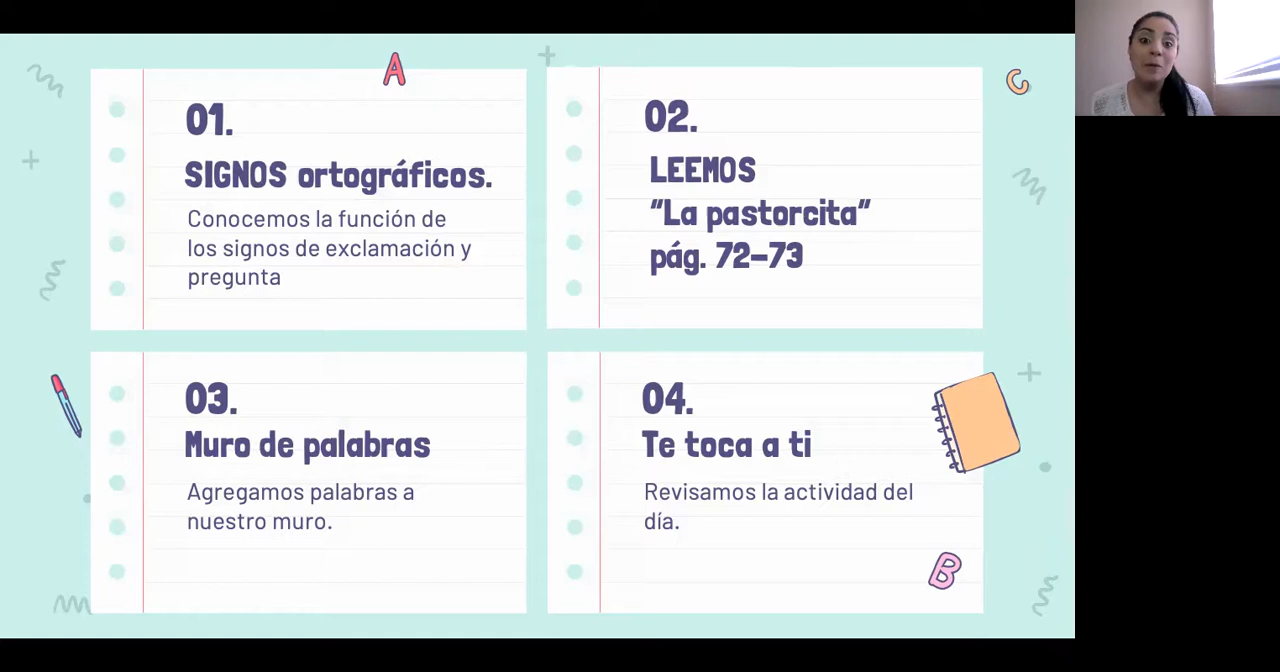 A
C
01.
SIGNOS ortográficos.
Conocemos la función de
los signos de exclamación y
pregunta
02.
LEEMOS
“La pastorcita”
pág. 72–73
03.
Muro de palabras
Agregamos palabras a
nuestro muro.
04.
Te toca a ti
Revisamos la actividad del
día.
B